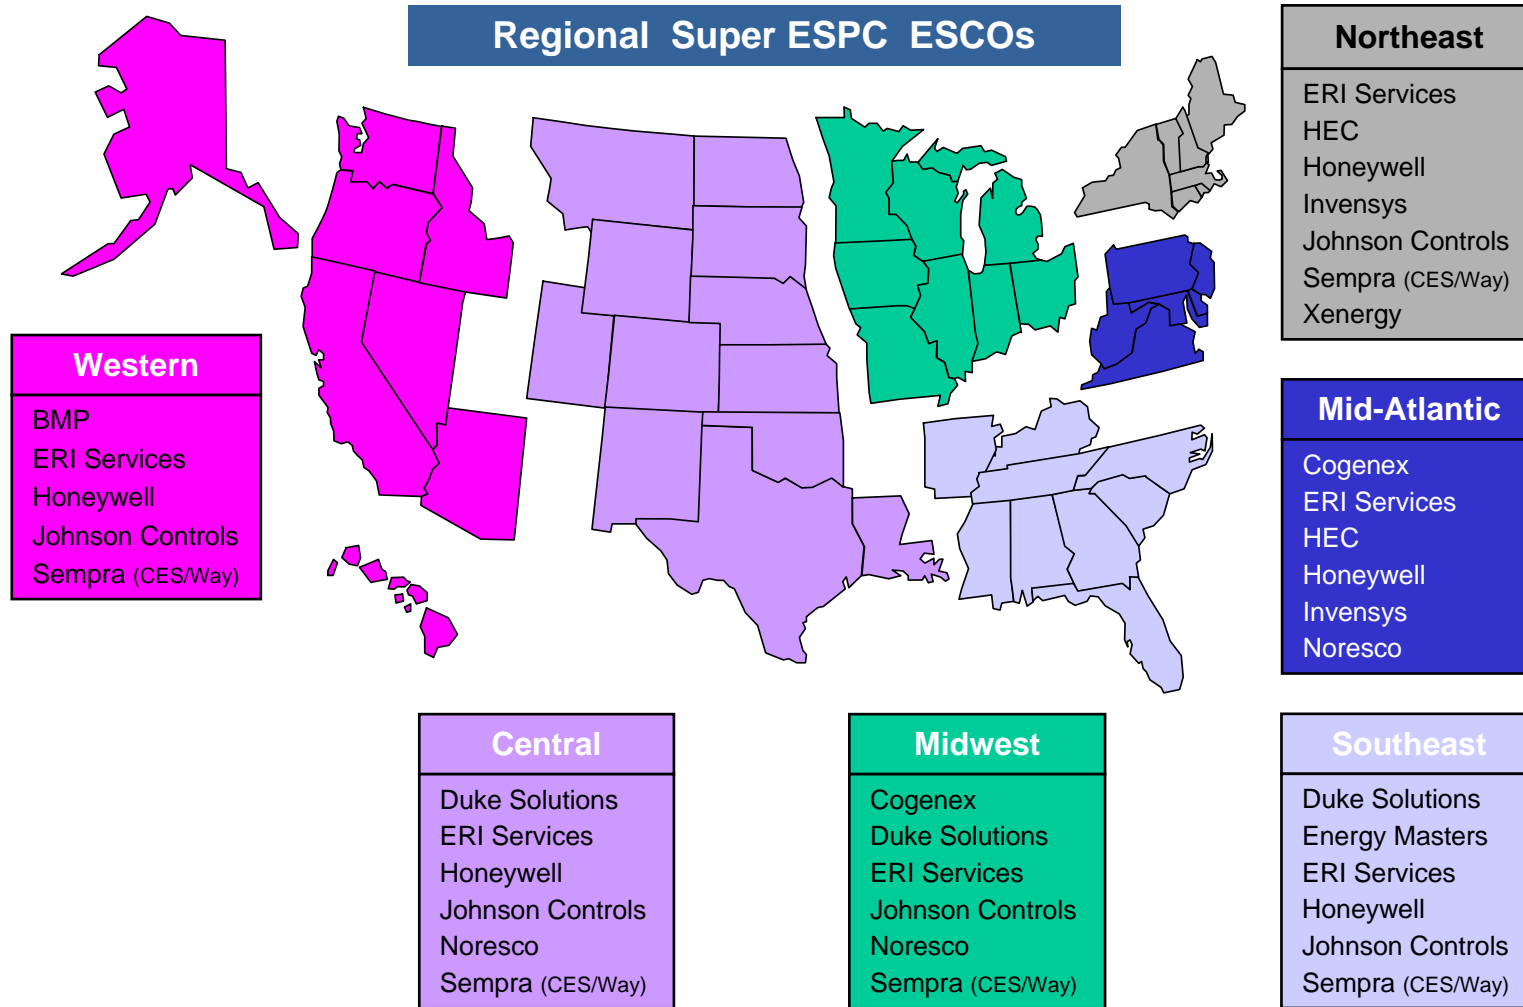 Regional Super ESPC ESCOs
Northeast
ERI Services
HEC
Honeywell
Invensys
Johnson Controls
Sempra (CES/Way)
Xenergy
Western
BMP
ERI Services
Honeywell
Johnson Controls
Sempra (CES/Way)
Mid-Atlantic
Cogenex
ERI Services
HEC
Honeywell
Invensys
Noresco
Central
Duke Solutions
ERI Services
Honeywell
Johnson Controls
Noresco
Sempra (CES/Way)
Midwest
Cogenex
Duke Solutions
ERI Services
Johnson Controls
Noresco
Sempra (CES/Way)
Southeast
Duke Solutions
Energy Masters
ERI Services
Honeywell
Johnson Controls
Sempra (CES/Way)